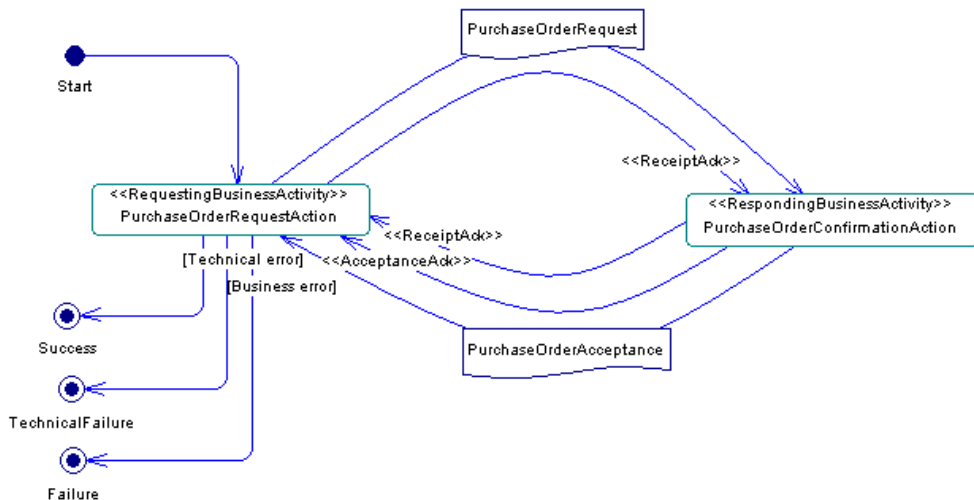 PurchaseOrderRequest
Start
<<ReceiptAck>>
<<RequestingBusinessActivity>>
PurchaseOrderRequestAction
<<RespondingBusinessActivity>>
PurchaseOrderConfirmationAction
<<ReceiptAck>>
[Technical error]
<<AcceptanceAck>>
[Business error]
Success
PurchaseOrderAcceptance
TechnicalFailure
Failure